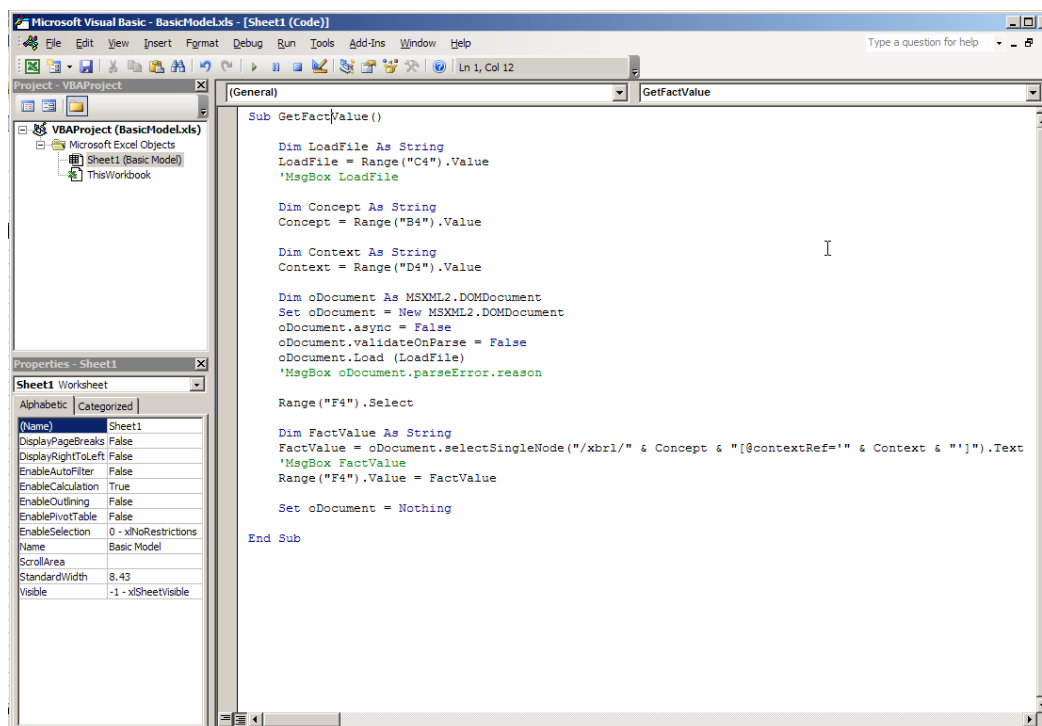 Microsoft Visual Basic - BasicModel.xls - [Sheet1 (Code)]
File Edit View Insert Format Debug Run Tools Add-Ins Window Help Type a question for help
Ln 1, Col 12
Project - VBAProject
(General) GetFactValue
VBAProject (BasicModel.xls)
Microsoft Excel Objects
Sheet1 (Basic Model)
ThisWorkbook
Properties - Sheet1
Sheet1 Worksheet
Alphabetic Categorized
(Name) Sheet1
DisplayPageBreaks False
DisplayRightToLeft False
EnableAutoFilter False
EnableCalculation True
EnableOutlining False
EnablePivotTable False
EnableSelection 0 - xlNoRestrictions
Name Basic Model
ScrollArea
StandardWidth 8.43
Visible -1 - xlSheetVisible
Sub GetFactValue()
Dim LoadFile As String
LoadFile = Range("C4").Value
'MsgBox LoadFile
Dim Concept As String
Concept = Range("B4").Value
Dim Context As String
Context = Range("D4").Value
Dim oDocument As MSXML2.DOMDocument
Set oDocument = New MSXML2.DOMDocument
oDocument.async = False
oDocument.validateOnParse = False
oDocument.Load (LoadFile)
'MsgBox oDocument.parseError.reason
Range("F4").Select
Dim FactValue As String
FactValue = oDocument.selectSingleNode("/xbrl/" & Concept & "[@contextRef='" & Context & "']").Text
'MsgBox FactValue
Range("F4").Value = FactValue
Set oDocument = Nothing
End Sub